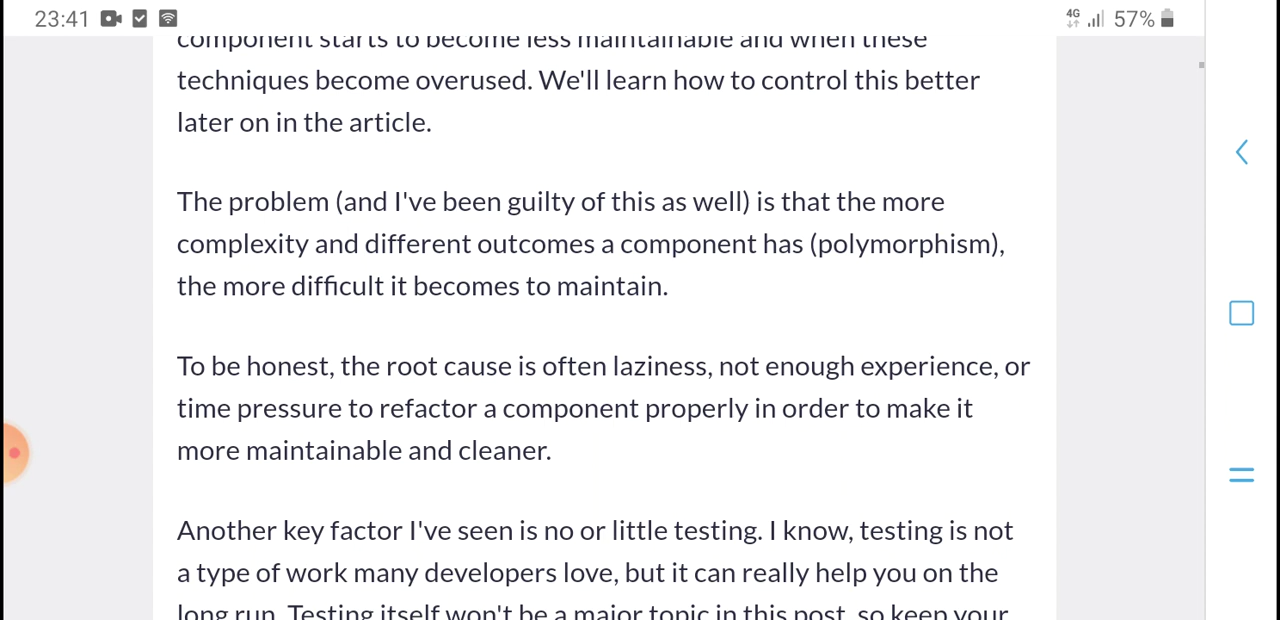 23:41
4G 57%
component starts to become less maintainable and when these
techniques become overused. We'll learn how to control this better
later on in the article.
The problem (and I've been guilty of this as well) is that the more
complexity and different outcomes a component has (polymorphism),
the more difficult it becomes to maintain.
To be honest, the root cause is often laziness, not enough experience, or
time pressure to refactor a component properly in order to make it
more maintainable and cleaner.
Another key factor I've seen is no or little testing. I know, testing is not
a type of work many developers love, but it can really help you on the
long run. Testing itself won't be a major topic in this post, so keep your